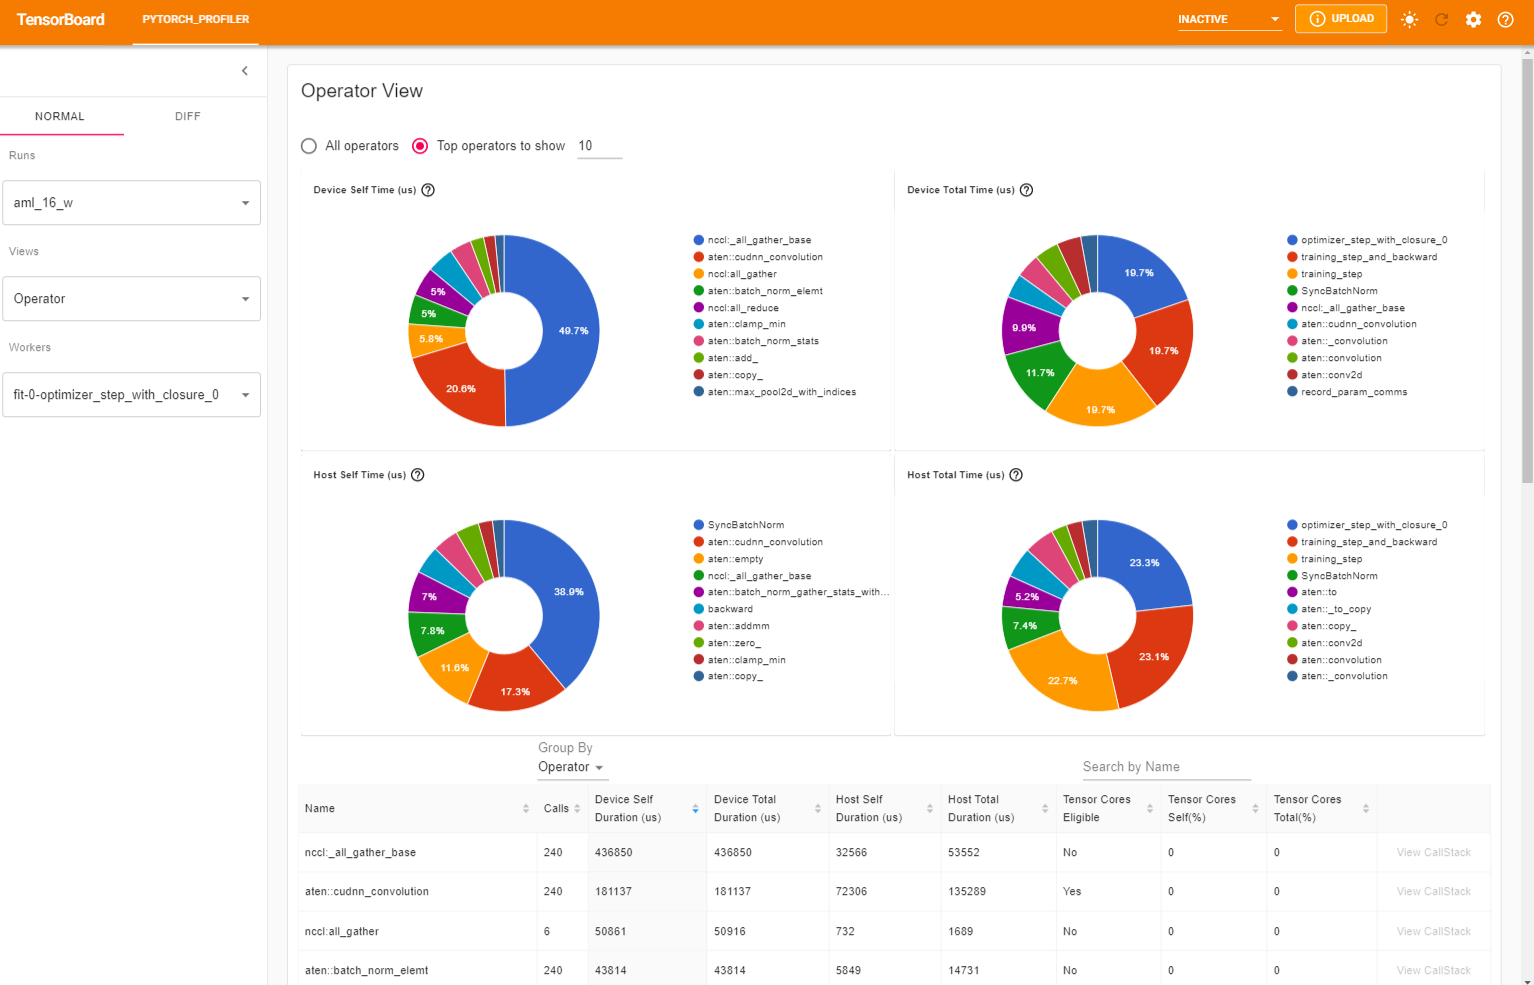 TensorBoard
PYTORCH_PROFILER
INACTIVE
UPLOAD
NORMAL
DIFF
Runs
aml_16_w
Views
Operator
Workers
fit-0-optimizer_step_with_closure_0
Operator View
All operators
Top operators to show
10
Device Self Time (us)
49.7%
20.6%
5.8%
5%
5%
nccl:_all_gather_base
aten::cudnn_convolution
nccl:all_gather
aten::batch_norm_elemt
nccl:all_reduce
aten::clamp_min
aten::batch_norm_stats
aten::add_
aten::copy_
aten::max_pool2d_with_indices
Device Total Time (us)
19.7%
19.7%
19.7%
11.7%
9.9%
optimizer_step_with_closure_0
training_step_and_backward
training_step
SyncBatchNorm
nccl:_all_gather_base
aten::cudnn_convolution
aten::_convolution
aten::convolution
aten::conv2d
record_param_comms
Host Self Time (us)
38.9%
17.3%
11.6%
7.8%
7%
SyncBatchNorm
aten::cudnn_convolution
aten::empty
nccl:_all_gather_base
aten::batch_norm_gather_stats_with...
backward
aten::addmm
aten::zero_
aten::clamp_min
aten::copy_
Host Total Time (us)
23.3%
23.1%
22.7%
7.4%
5.2%
optimizer_step_with_closure_0
training_step_and_backward
training_step
SyncBatchNorm
aten::to
aten::_to_copy
aten::copy_
aten::conv2d
aten::convolution
aten::_convolution
Group By
Operator
Search by Name
Name Calls Device Self Duration (us) Device Total Duration (us) Host Self Duration (us) Host Total Duration (us) Tensor Cores Eligible Tensor Cores Self(%) Tensor Cores Total(%)
nccl:_all_gather_base 240 436850 436850 32566 53552 No 0 0 View CallStack
aten::cudnn_convolution 240 181137 181137 72306 135289 Yes 0 0 View CallStack
nccl:all_gather 6 50861 50916 732 1689 No 0 0 View CallStack
aten::batch_norm_elemt 240 43814 43814 5849 14731 No 0 0 View CallStack